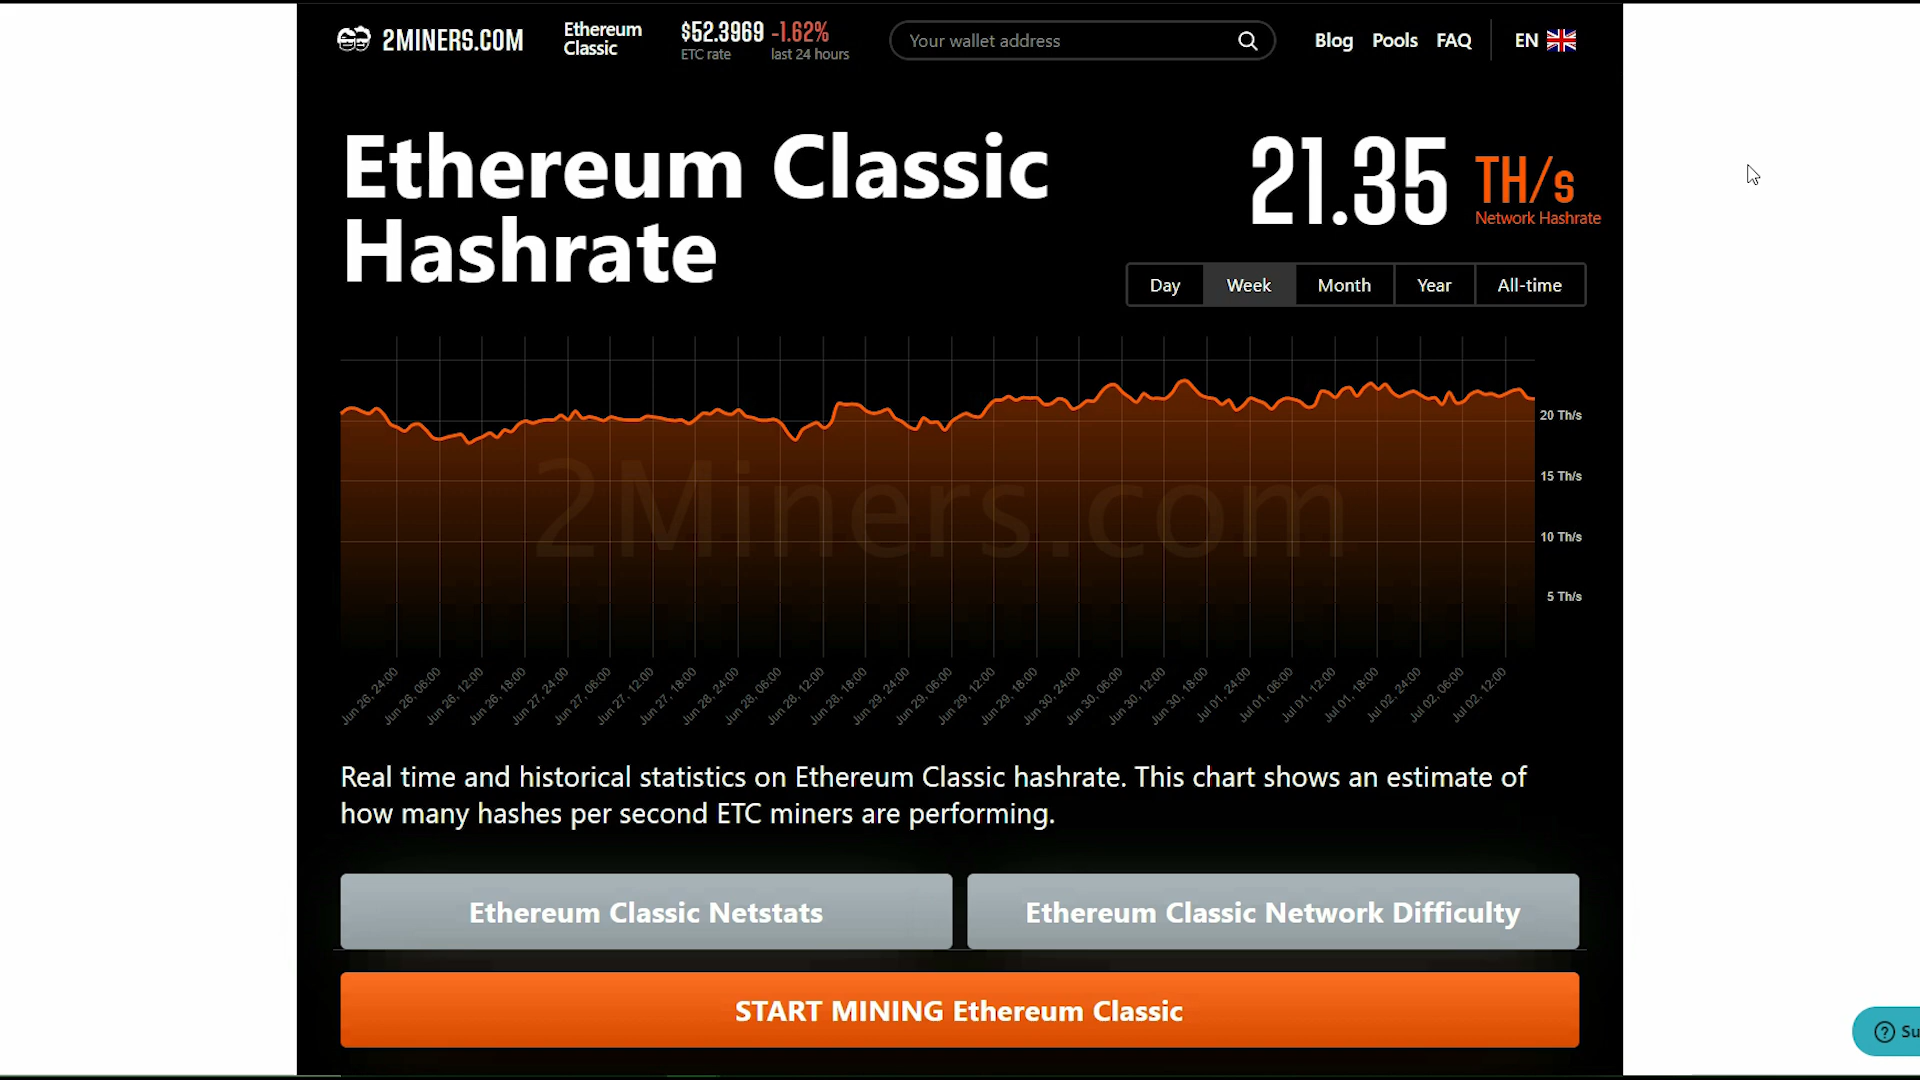 2MINERS.COM
Ethereum
Classic
$52.3969 -1.62%
ETC rate last 24 hours
Your wallet address
Blog Pools FAQ EN
Ethereum Classic
Hashrate
21.35 TH/s
Network Hashrate
Day Week Month Year All-time
2Miners.com
20 Th/s
15 Th/s
10 Th/s
5 Th/s
Jun 26, 24:00 Jun 26, 06:00 Jun 26, 12:00 Jun 26, 18:00 Jun 27, 24:00 Jun 27, 06:00 Jun 27, 12:00 Jun 27, 18:00 Jun 28, 24:00 Jun 28, 06:00 Jun 28, 12:00 Jun 28, 18:00 Jun 29, 24:00 Jun 29, 06:00 Jun 29, 12:00 Jun 29, 18:00 Jun 30, 24:00 Jun 30, 06:00 Jun 30, 12:00 Jun 30, 18:00 Jul 01, 24:00 Jul 01, 06:00 Jul 01, 12:00 Jul 01, 18:00 Jul 02, 24:00 Jul 02, 06:00 Jul 02, 12:00
Real time and historical statistics on Ethereum Classic hashrate. This chart shows an estimate of
how many hashes per second ETC miners are performing.
Ethereum Classic Netstats
Ethereum Classic Network Difficulty
START MINING Ethereum Classic
Su